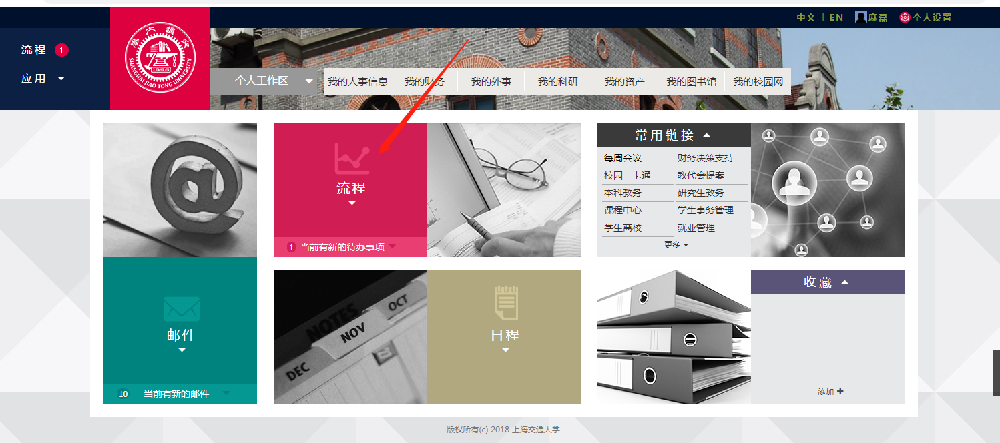 中文 | EN 麻磊 个人设置
流程 1
应用
SHANGHAI JIAO TONG UNIVERSITY
1896
个人工作区 我的人事信息 我的财务 我的外事 我的科研 我的资产 我的图书馆 我的校园网
流程
1 当前有新的待办事项
常用链接
每周会议 财务决策支持
校园一卡通 教代会提案
本科教务 研究生教务
课程中心 学生事务管理
学生离校 就业管理
更多
邮件
10 当前有新的邮件
NOTES
OCT
NOV
DEC
日程
收藏
添加
版权所有(c) 2018 上海交通大学